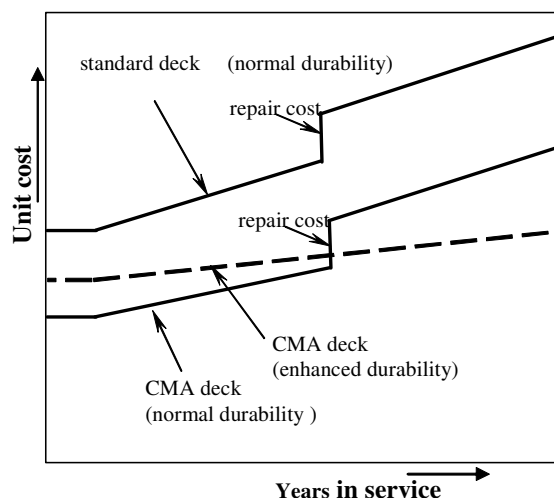 standard deck (normal durability)
repair cost
repair cost
Unit cost
CMA deck
(enhanced durability)
CMA deck
(normal durability )
Years in service